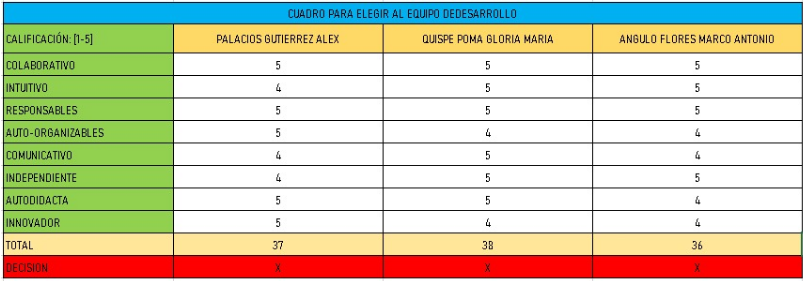 CUADRO PARA ELEGIR AL EQUIPO DEDESARROLLO
CALIFICACIÓN: [1-5] PALACIOS GUTIERREZ ALEX QUISPE POMA GLORIA MARIA ANGULO FLORES MARCO ANTONIO
COLABORATIVO 5 5 5
INTUITIVO 4 5 5
RESPONSABLES 5 5 5
AUTO-ORGANIZABLES 5 4 4
COMUNICATIVO 4 5 4
INDEPENDIENTE 4 5 5
AUTODIDACTA 5 5 4
INNOVADOR 5 4 4
TOTAL 37 38 36
DECISION X X X